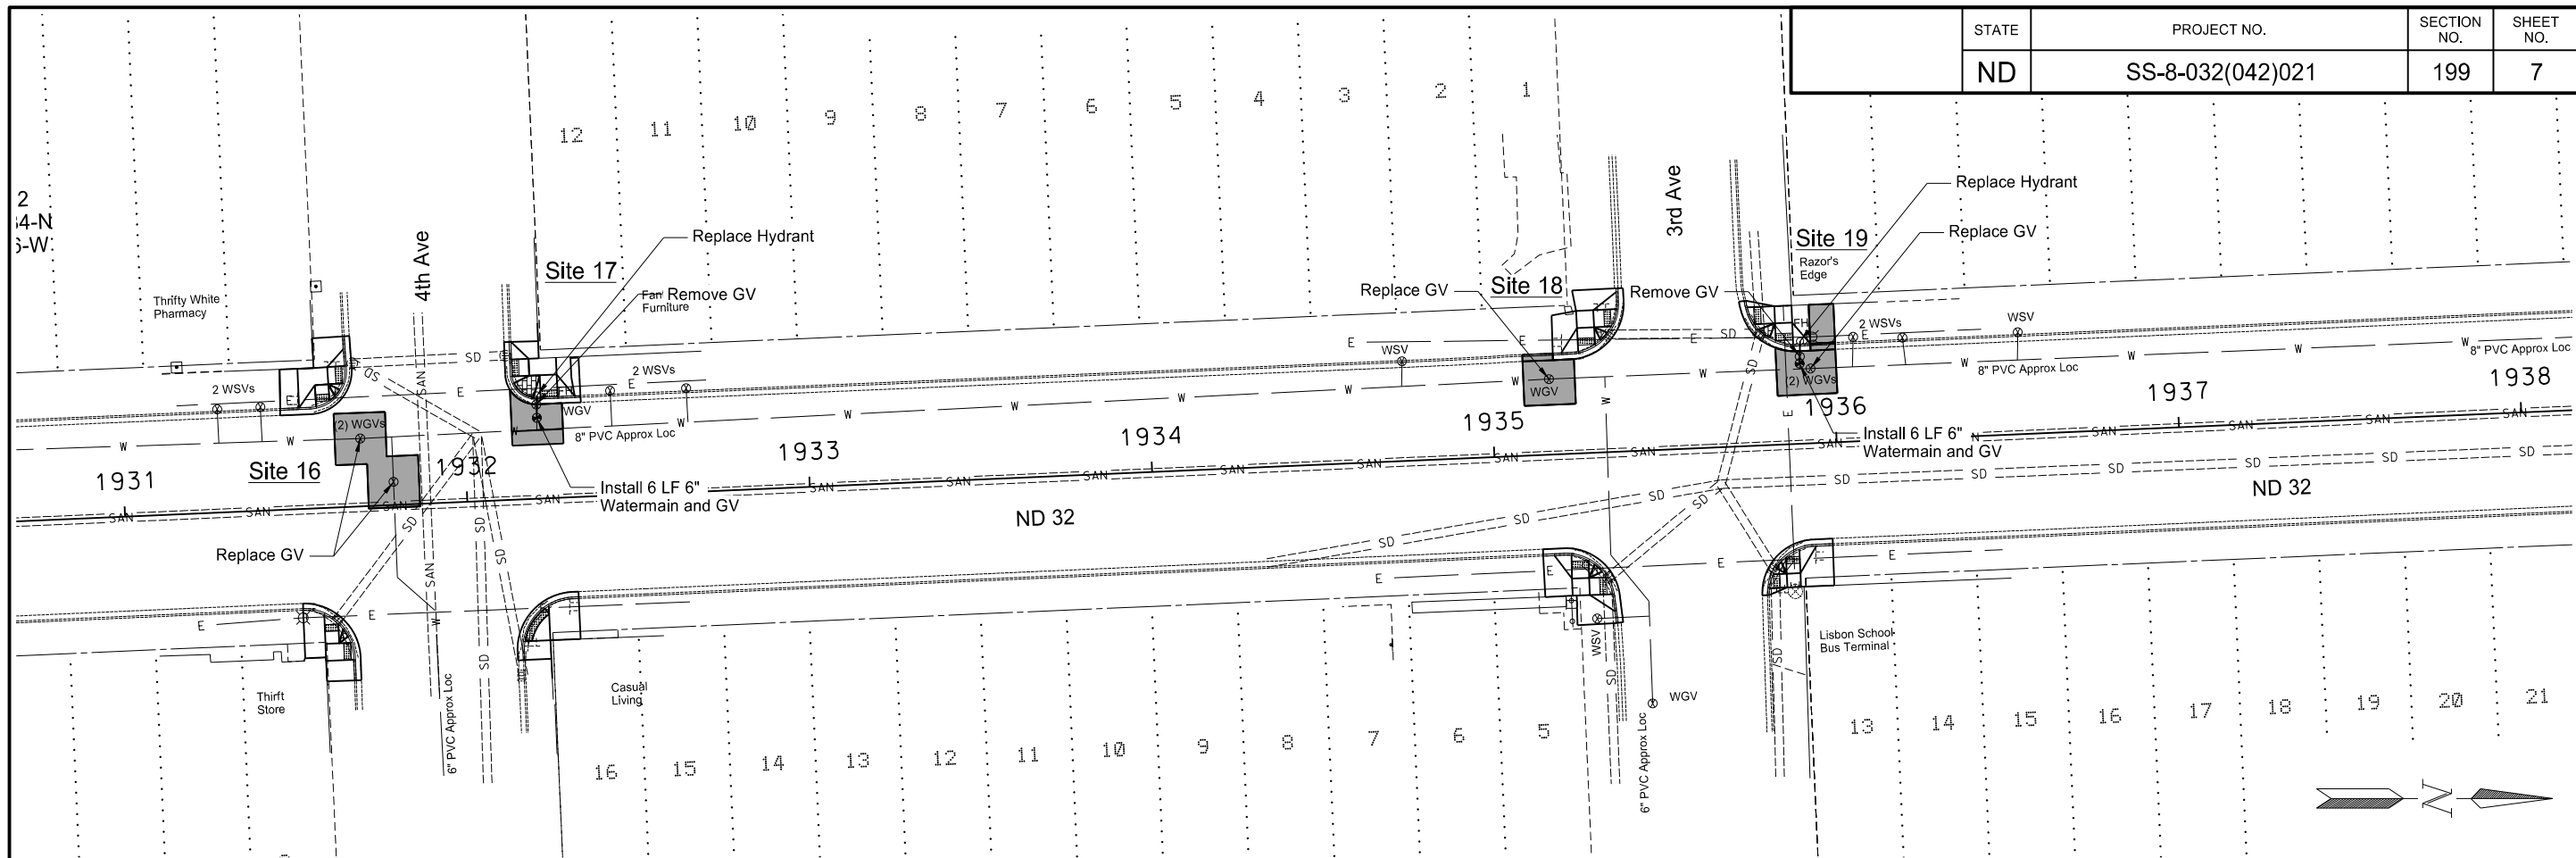 STATE
PROJECT NO.
SECTION NO.
SHEET NO.
ND
SS-8-032(042)021
199
7
12 11 10 9 8 7 6 5 4 3 2 1
2
34-N
6-W
4th Ave
3rd Ave
Replace Hydrant
Site 17
Remove GV
Furniture
Thrifty White
Pharmacy
Replace GV
Site 18
Remove GV
Site 19
Razor's
Edge
Replace Hydrant
Replace GV
2 WSVs
E
SD
SAN
2 WSVs
WGV
8" PVC Approx Loc
WSV
WGV
FH
2 WSVs
WSV
(2) WGVs
8" PVC Approx Loc
8" PVC Approx Loc
(2) WGVs
W
Site 16
1931
1932
1933
1934
1935
1936
1937
1938
Install 6 LF 6"
Watermain and GV
Install 6 LF 6"
Watermain and GV
Replace GV
ND 32
ND 32
Thirft
Store
6" PVC Approx Loc
Casual
Living
WSV
WGV
6" PVC Approx Loc
Lisbon School
Bus Terminal
16 15 14 13 12 11 10 9 8 7 6 5
13 14 15 16 17 18 19 20 21
N